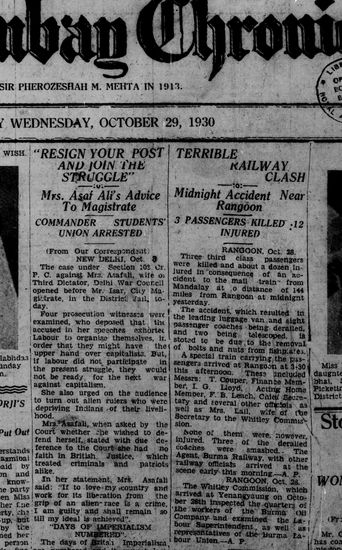 mbay Chroni
SIR PHEROZESHAH M. MEHTA IN 1913.
Y WEDNESDAY, OCTOBER 29, 1930
WISH.
"RESIGN YOUR POST
AND JOIN THE
STRUGGLE"
Mrs. Asaf Ali's Advice
To Magistrate
COMMANDER STUDENTS'
UNION ARRESTED
(From Our Correspondent)
NEW DELHI, Oct.
The case under Section 108 Cr.
P. C. against Mrs. Asafali, wife
Third Dictator, Delhi War Council
opened before Mr. Isar, City Ma-
gistrate, in the District Jail, to-
day.
Four prosecution witnesses were
examined, who deposed that the
accused in her speeches exhorted
Labour to organise themselves, in
order that they might have the
upper hand over capitalist. But,
if labour did not participate in
the present struggle, they would
not be ready for the next war
against capitalism.
She also urged the audience
to turn out alien rulers who were
depriving Indians of their liveli-
hood.
Mrs. Asafali, when asked by the
Court whether she wished to de-
fend herself, stated with due de-
ference to the Court she had no
faith in British Justice, which
treated criminals and patriots
alike.
In her statement, Mrs. Asafali
said: "If to love my country and
work for its liberation from the
grip of an alien race is a crime,
I am guilty and shall remain so
till my ideal is achieved."
"DAYS OF IMPERIALISM
NUMBERED"
The days of British Imperialism
TERRIBLE
RAILWAY
CLASH
Midnight Accident Near
Rangoon
3 PASSENGERS KILLED 12
INJURED
RANGOON, Oct. 28.
Three third class passengers
were killed and about a dozen in-
jured in consequence of an ac-
cident to the mail train from
Mandalay at a distance of 144
miles from Rangoon at midnight
yesterday.
The accident, which resulted in
the leading luggage van and eight
passenger coaches being derailed,
and two being telescoped, is
stated to be due to the removal
of bolts and nuts from fishplates.
A special train carrying the pas-
sengers arrived at Rangoon at 3-30
this afternoon. These included
Messrs. T. Couper, Finance Mem-
ber, I. G. Lloyd, Acting Home
Member, F. B. Leach, Chief Secre-
tary and several other officials as
well as Mrs. Lall, wife of the
Secretary to the Whitley Commis-
sion.
None of them were, however,
injured. Three of the derailed
coaches were smashed. The
Agent, Burma Railway, with other
railway officials arrived at the
scene early this morning.—A. P.
RANGOON, Oct. 28.
The Whitley Commission, which
arrived at Yenangyaung on Octo-
ber 26th inspected the quarters of
the workers of the Burma Oil
Company and examined the La-
bour Superintendent, as well as
representatives of the Burma La-
bour Union.—A. P.